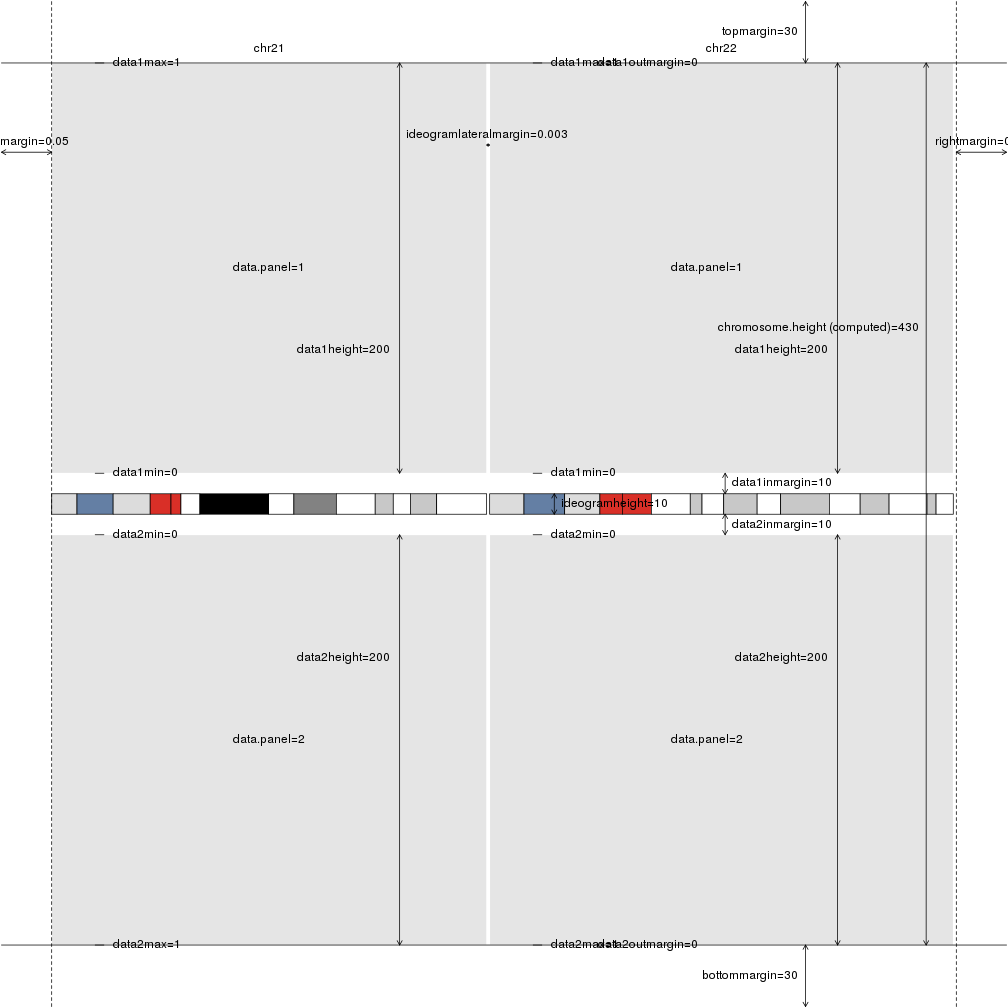 topmargin=30
chr21
chr22
data1max=1
data1max=1
data1outmargin=0
ideogramlateralmargin=0.003
margin=0.05
rightmargin=0
data.panel=1
data.panel=1
chromosome.height (computed)=430
data1height=200
data1height=200
data1min=0
data1min=0
data1inmargin=10
ideogramheight=10
data2inmargin=10
data2min=0
data2min=0
data2height=200
data2height=200
data.panel=2
data.panel=2
data2max=1
data2max=1
data2outmargin=0
bottommargin=30